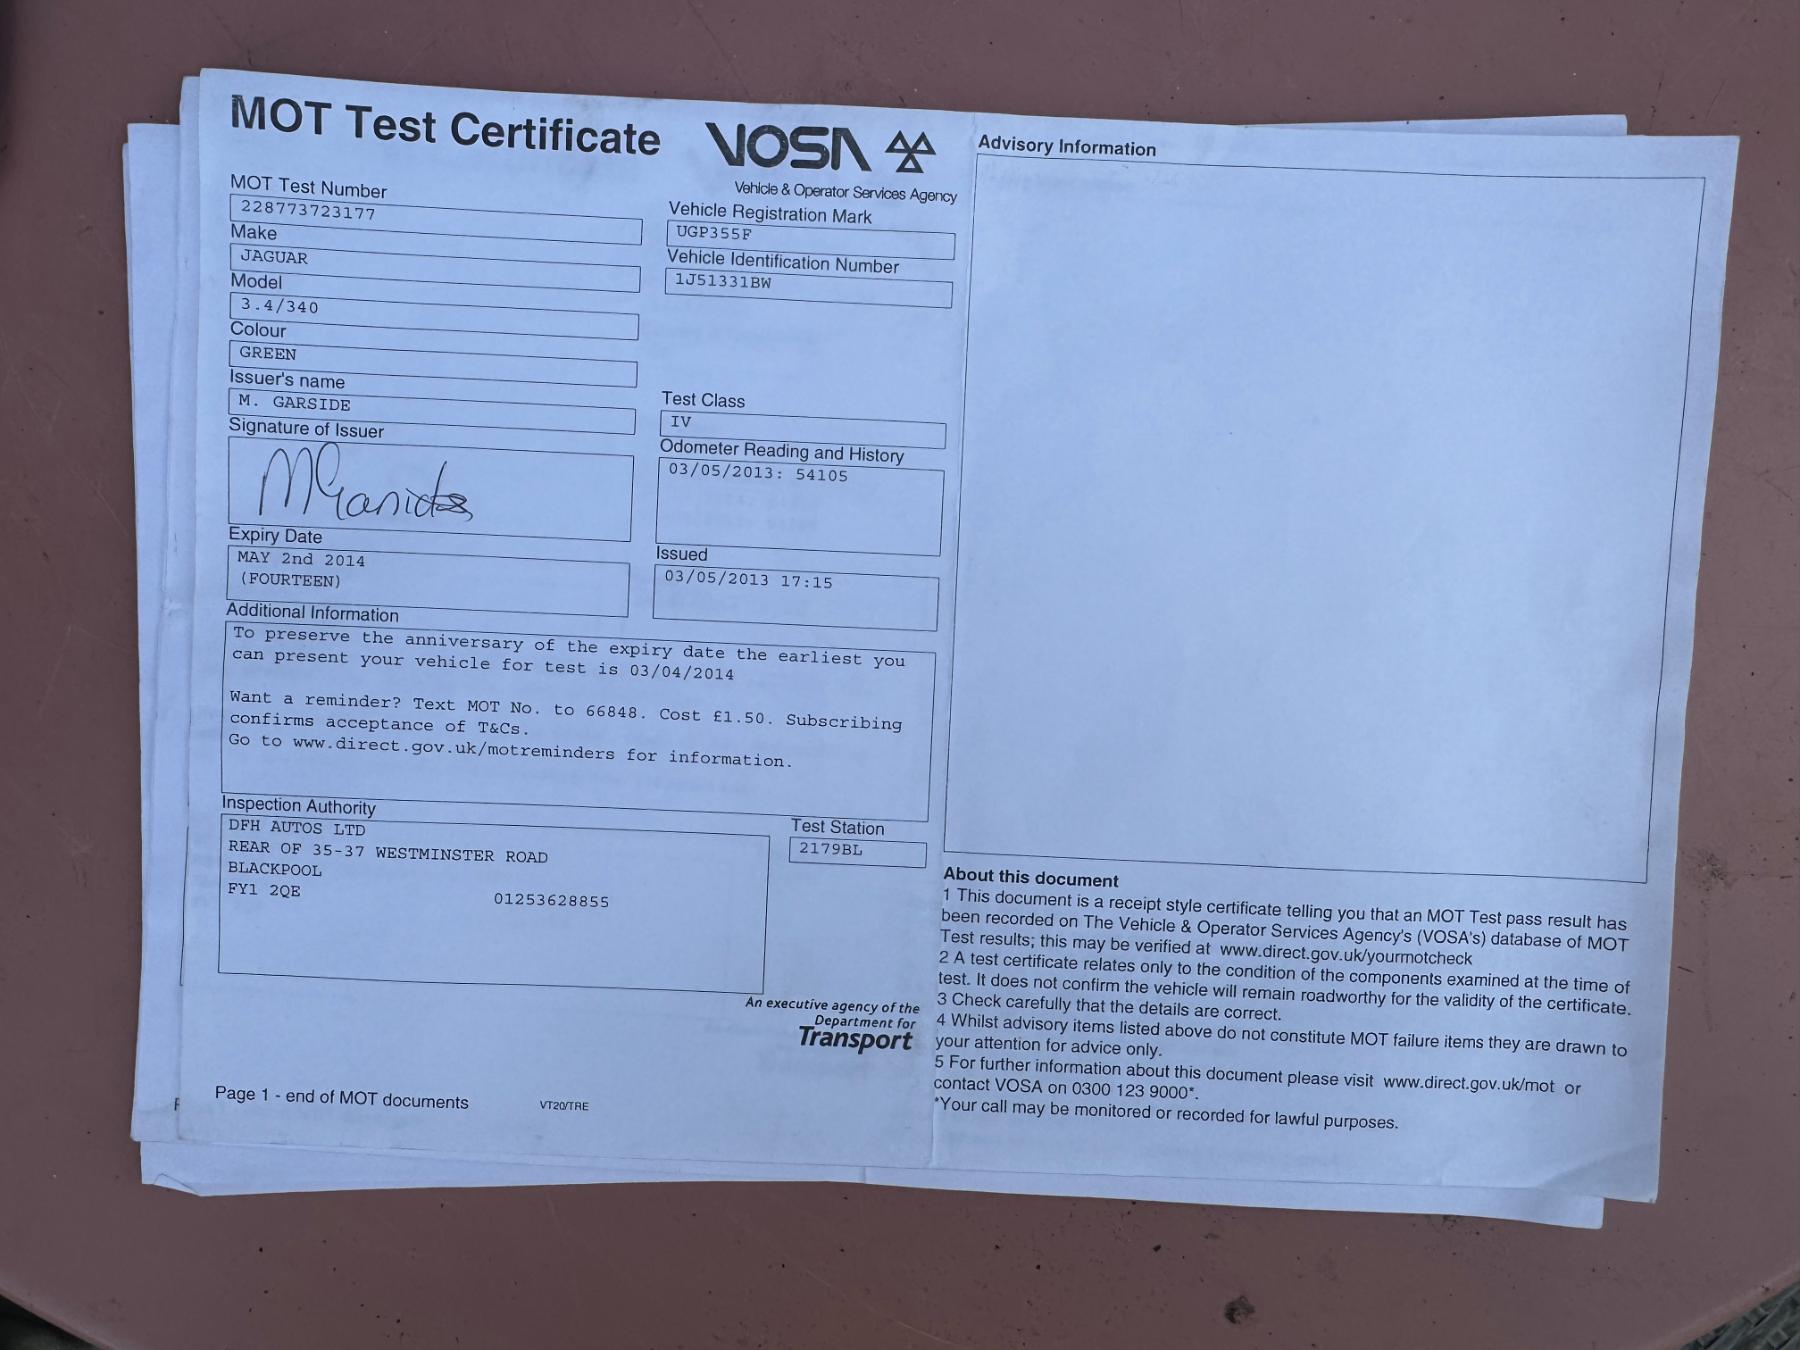 MOT Test Certificate
VOSA
Vehicle & Operator Services Agency
MOT Test Number
228773723177
Vehicle Registration Mark
UGP355F
Make
JAGUAR
Vehicle Identification Number
1J51331BW
Model
3.4/340
Colour
GREEN
Issuer's name
M. GARSIDE
Test Class
IV
Signature of Issuer
MGarside
Odometer Reading and History
03/05/2013: 54105
Expiry Date
MAY 2nd 2014
(FOURTEEN)
Issued
03/05/2013 17:15
Additional Information
To preserve the anniversary of the expiry date the earliest you
can present your vehicle for test is 03/04/2014
Want a reminder? Text MOT No. to 66848. Cost £1.50. Subscribing
confirms acceptance of T&Cs.
Go to www.direct.gov.uk/motreminders for information.
Inspection Authority
DFH AUTOS LTD
REAR OF 35-37 WESTMINSTER ROAD
BLACKPOOL
FY1 2QE 01253628855
Test Station
2179BL
An executive agency of the
Department for
Transport
Page 1 - end of MOT documents
VT20/TRE
Advisory Information
About this document
1 This document is a receipt style certificate telling you that an MOT Test pass result has
been recorded on The Vehicle & Operator Services Agency's (VOSA's) database of MOT
Test results; this may be verified at www.direct.gov.uk/yourmotcheck
2 A test certificate relates only to the condition of the components examined at the time of
test. It does not confirm the vehicle will remain roadworthy for the validity of the certificate.
3 Check carefully that the details are correct.
4 Whilst advisory items listed above do not constitute MOT failure items they are drawn to
your attention for advice only.
5 For further information about this document please visit www.direct.gov.uk/mot or
contact VOSA on 0300 123 9000*.
*Your call may be monitored or recorded for lawful purposes.